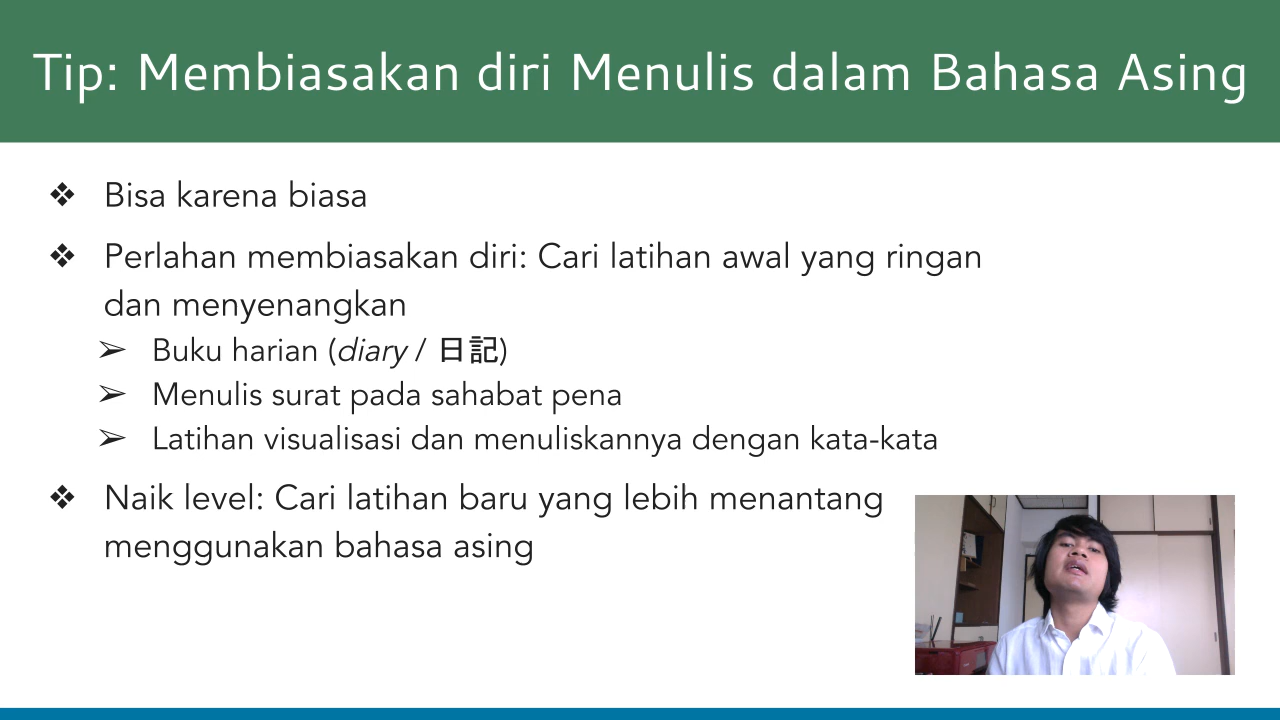 Tip: Membiasakan diri Menulis dalam Bahasa Asing
❖ Bisa karena biasa
❖ Perlahan membiasakan diri: Cari latihan awal yang ringan
dan menyenangkan
➢ Buku harian (diary / 日記)
➢ Menulis surat pada sahabat pena
➢ Latihan visualisasi dan menuliskannya dengan kata-kata
❖ Naik level: Cari latihan baru yang lebih menantang
menggunakan bahasa asing